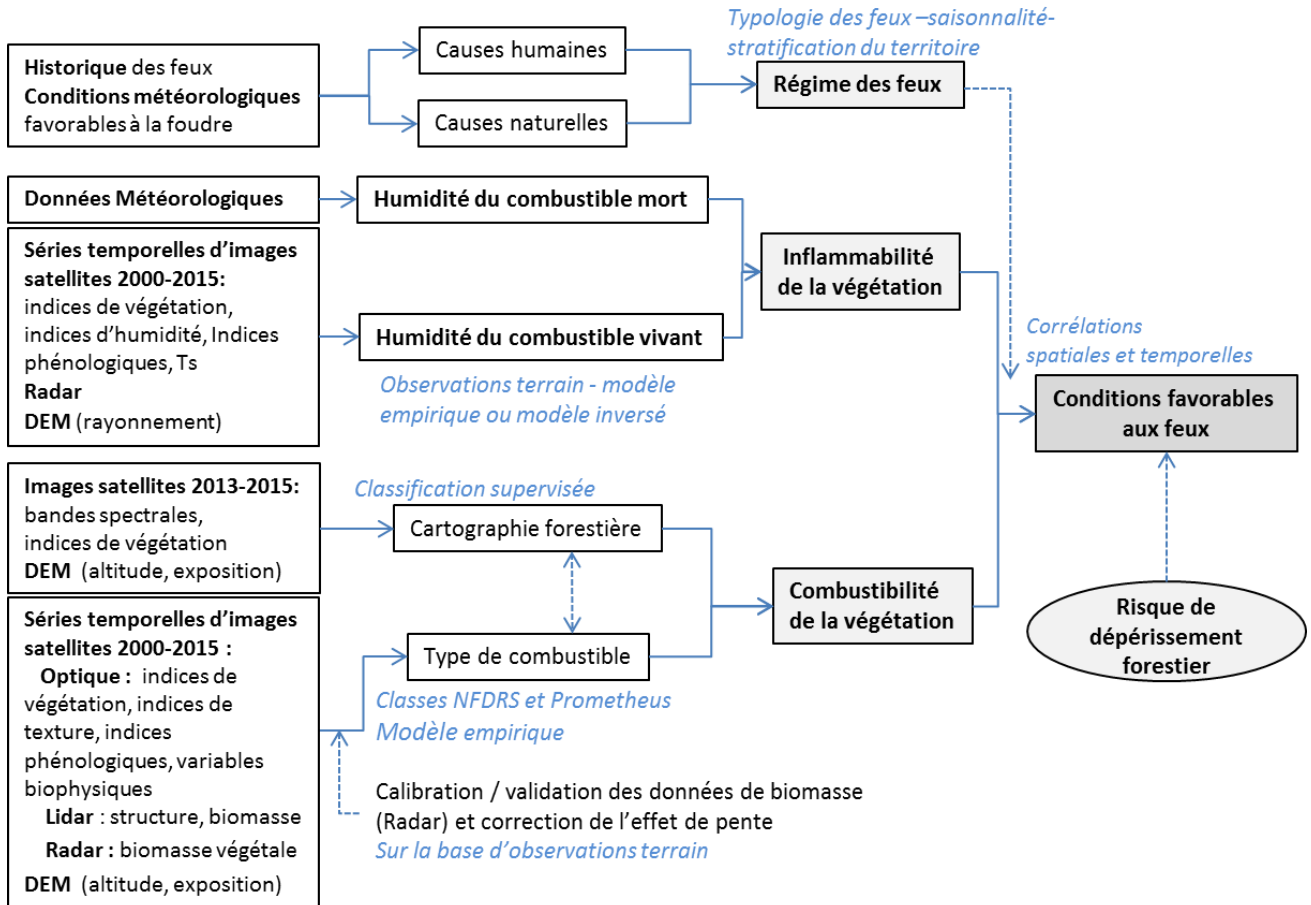 Typologie des feux –saisonnalité-
stratification du territoire
Historique des feux
Conditions météorologiques
favorables à la foudre
Causes humaines
Causes naturelles
Régime des feux
Données Météorologiques
Humidité du combustible mort
Séries temporelles d’images
satellites 2000-2015:
indices de végétation,
indices d’humidité, Indices
phénologiques, Ts
Radar
DEM (rayonnement)
Humidité du combustible vivant
Observations terrain - modèle
empirique ou modèle inversé
Inflammabilité
de la végétation
Corrélations
spatiales et temporelles
Conditions favorables
aux feux
Images satellites 2013-2015:
bandes spectrales,
indices de végétation
DEM (altitude, exposition)
Classification supervisée
Cartographie forestière
Combustibilité
de la végétation
Risque de
dépérissement
forestier
Séries temporelles d’images
satellites 2000-2015 :
Optique : indices de
végétation, indices de
texture, indices
phénologiques, variables
biophysiques
Lidar : structure, biomasse
Radar : biomasse végétale
DEM (altitude, exposition)
Type de combustible
Classes NFDRS et Prometheus
Modèle empirique
Calibration / validation des données de biomasse
(Radar) et correction de l’effet de pente
Sur la base d’observations terrain